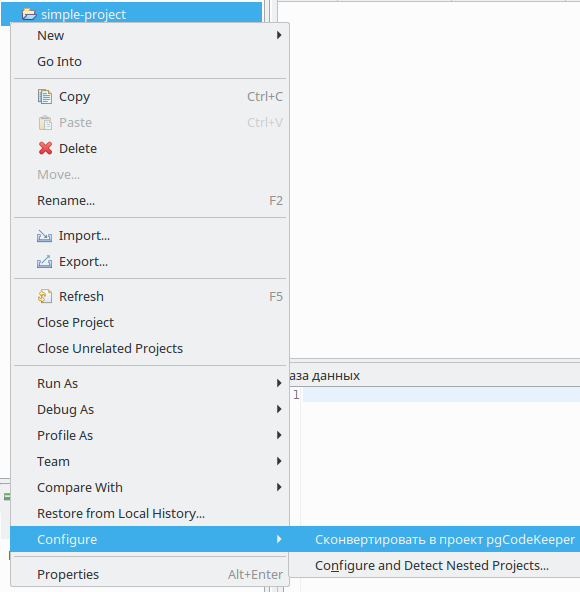 simple-project
New
Go Into
Copy Ctrl+C
Paste Ctrl+V
Delete
Move...
Rename... F2
Import...
Export...
Refresh F5
Close Project
Close Unrelated Projects
аза данных
Run As
1
Debug As
Profile As
Team
Compare With
Restore from Local History...
Configure Сконвертировать в проект pgCodeKeeper
Configure and Detect Nested Projects...
Properties Alt+Enter